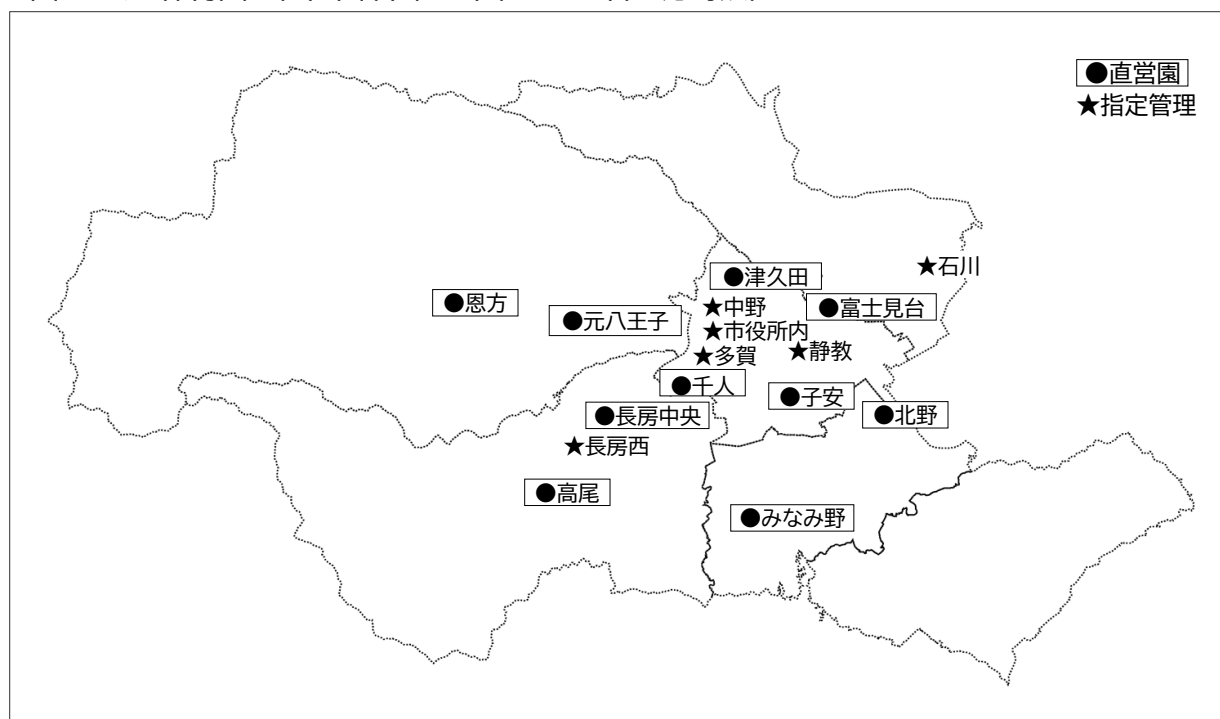 ●直営園
★指定管理
★石川
●津久田
●恩方
★中野
●富士見台
●元八王子
★市役所内
★多賀
★静教
●千人
●子安
●長房中央
●北野
★長房西
●高尾
●みなみ野